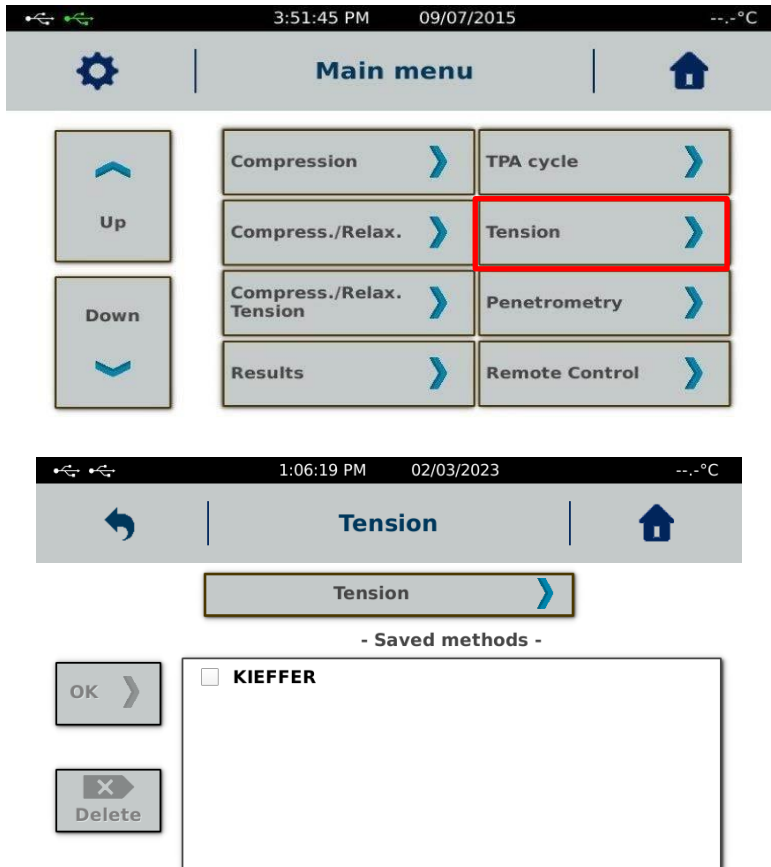 3:51:45 PM 09/07/2015 --.-°C
Main menu
Up
Down
Compression
TPA cycle
Compress./Relax.
Tension
Compress./Relax.
Tension
Penetrometry
Results
Remote Control
1:06:19 PM 02/03/2023 --.-°C
Tension
Tension
- Saved methods -
OK
KIEFFER
Delete